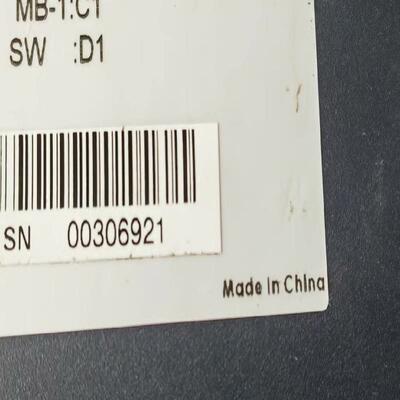 MB-1:C1
SW :D1
SN 00306921
Made in China